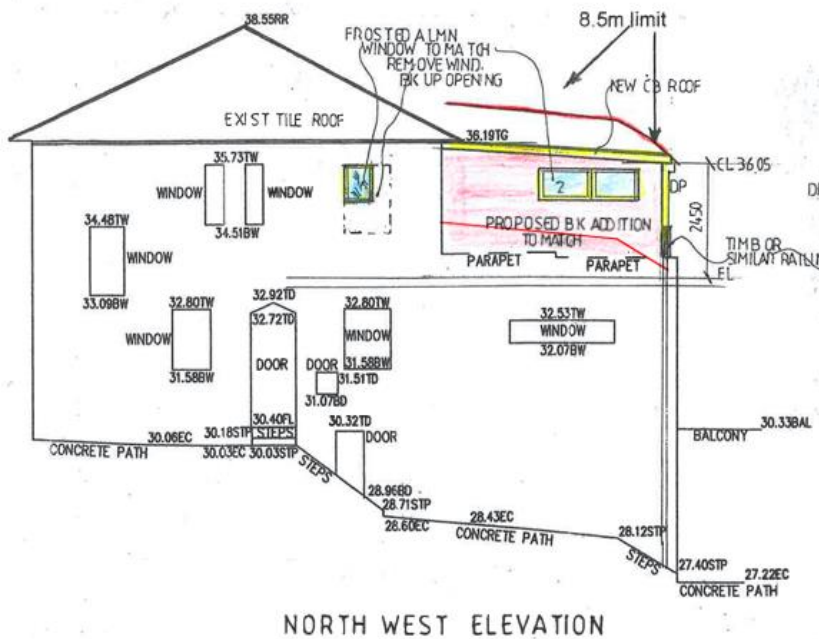 38.55RR
8.5m limit
FROSTED ALMN
WINDOW TO MATCH
REMOVE WIND.
BK UP OPENING
NEW CB ROOF
EXIST TILE ROOF
36.19TG
CL 36.05
35.73TW
WINDOW
WINDOW
34.51BW
2
DP
2450
34.48TW
WINDOW
33.09BW
PROPOSED BK ADDITION
TO MATCH
PARAPET
PARAPET
TIMB OR
SIMILAR RAILIN
FL
32.92TD
32.72TD
32.80TW
WINDOW
31.58BW
32.80TW
WINDOW
31.58BW
32.53TW
WINDOW
32.07BW
DOOR
DOOR
31.51TD
31.07BD
30.40FL
30.18STP
STEPS
30.32TD
DOOR
30.33BAL
BALCONY
30.06EC
CONCRETE PATH
30.03EC
30.03STP
STEPS
28.96BD
28.71STP
28.60EC
28.43EC
CONCRETE PATH
28.12STP
STEPS
27.40STP
27.22EC
CONCRETE PATH
NORTH WEST ELEVATION